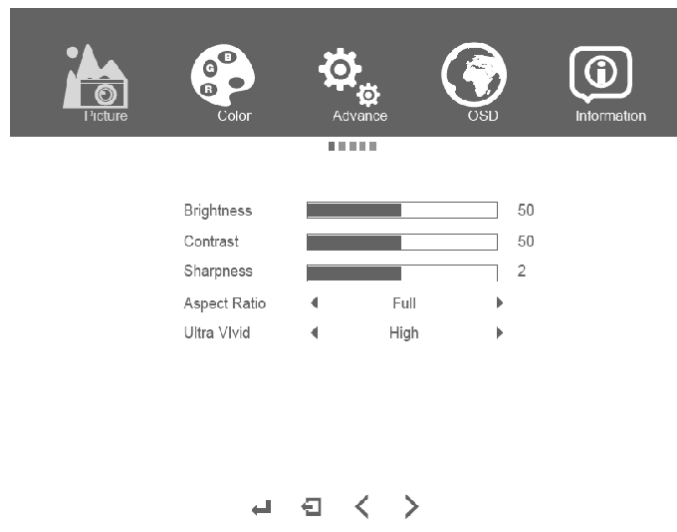 G B R
Picture Color Advance OSD Information
Brightness 50
Contrast 50
Sharpness 2
Aspect Ratio Full
Ultra VIvid High